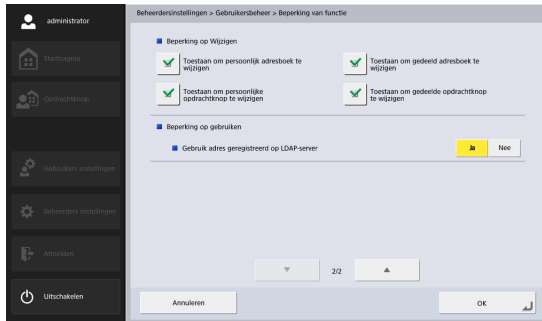 administrator
Beheerdersinstellingen > Gebruikersbeheer > Beperking van functie
Startpagina
Opdrachtknop
Gebruikers instellingen
Beheerders instellingen
Afmelden
Uitschakelen
Beperking op Wijzigen
Toestaan om persoonlijk adresboek te
wijzigen
Toestaan om gedeeld adresboek te
wijzigen
Toestaan om persoonlijke
opdrachtknop te wijzigen
Toestaan om gedeelde opdrachtknop
te wijzigen
Beperking op gebruiken
Gebruik adres geregistreerd op LDAP-server
Ja
Nee
2/2
Annuleren
OK